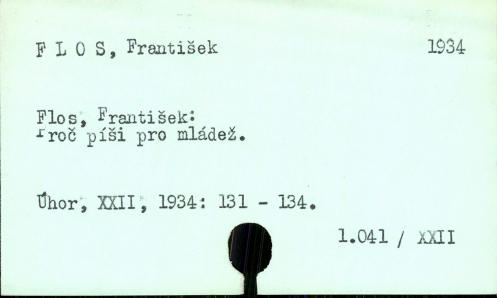 F L O S, František 1934
Flos, František:
Proč píši pro mládež.
Úhor, XXII, 1934: 131 - 134.
1.041 / XXII